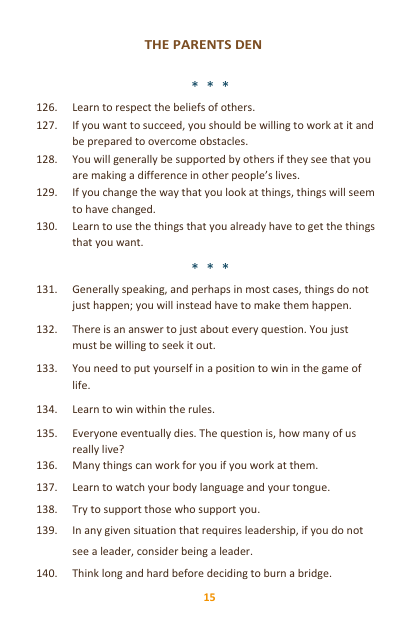 THE PARENTS DEN
* * *
126. Learn to respect the beliefs of others.
127. If you want to succeed, you should be willing to work at it and
be prepared to overcome obstacles.
128. You will generally be supported by others if they see that you
are making a difference in other people’s lives.
129. If you change the way that you look at things, things will seem
to have changed.
130. Learn to use the things that you already have to get the things
that you want.
* * *
131. Generally speaking, and perhaps in most cases, things do not
just happen; you will instead have to make them happen.
132. There is an answer to just about every question. You just
must be willing to seek it out.
133. You need to put yourself in a position to win in the game of
life.
134. Learn to win within the rules.
135. Everyone eventually dies. The question is, how many of us
really live?
136. Many things can work for you if you work at them.
137. Learn to watch your body language and your tongue.
138. Try to support those who support you.
139. In any given situation that requires leadership, if you do not
see a leader, consider being a leader.
140. Think long and hard before deciding to burn a bridge.
15